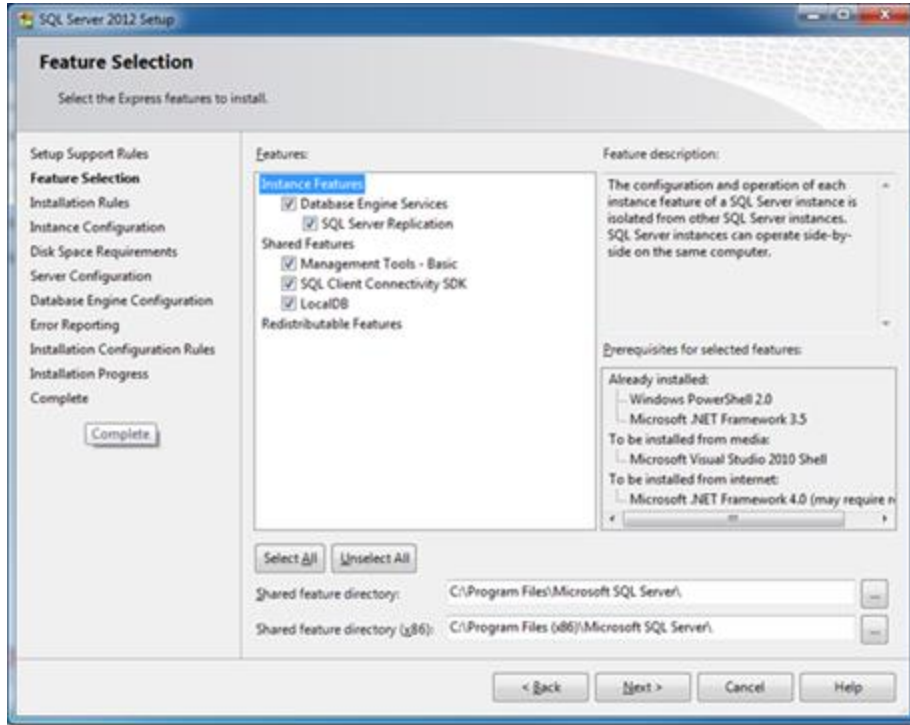 SQL Server 2012 Setup
Feature Selection
Select the Express features to install.
Setup Support Rules
Feature Selection
Installation Rules
Instance Configuration
Disk Space Requirements
Server Configuration
Database Engine Configuration
Error Reporting
Installation Configuration Rules
Installation Progress
Complete
Complete
Features:
Instance Features
Database Engine Services
SQL Server Replication
Shared Features
Management Tools - Basic
SQL Client Connectivity SDK
LocalDB
Redistributable Features
Feature description:
The configuration and operation of each
instance feature of a SQL Server instance is
isolated from other SQL Server instances.
SQL Server instances can operate side-by-
side on the same computer.
Prerequisites for selected features:
Already installed:
Windows PowerShell 2.0
Microsoft .NET Framework 3.5
To be installed from media:
Microsoft Visual Studio 2010 Shell
To be installed from internet:
Microsoft .NET Framework 4.0 (may require
Select All
Unselect All
Shared feature directory:
C:\Program Files\Microsoft SQL Server\
...
Shared feature directory (x86):
C:\Program Files (x86)\Microsoft SQL Server\
...
< Back
Next >
Cancel
Help